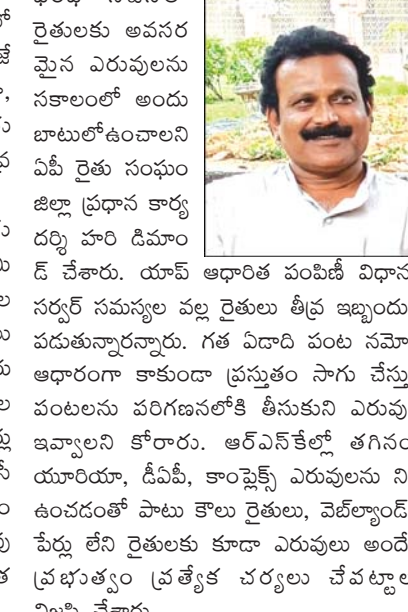 రైతులకు అవసర
మైన ఎరువులను
సకాలంలో అందు
బాటులోఉంచాలని
ఏపీ రైతు సంఘం
జిల్లా ప్రధాన కార్య
దర్శి హరి డిమాం
డ్ చేశారు. యాప్ ఆధారిత పంపిణీ విధాన
సర్వర్ సమస్యల వల్ల రైతులు తీవ్ర ఇబ్బందు
పడుతున్నారన్నారు. గత ఏడాది పంట నమో
ఆధారంగా కాకుండా ప్రస్తుతం సాగు చేస్తు
పంటలను పరిగణనలోకి తీసుకుని ఎరువు
ఇవ్వాలని కోరారు. ఆర్ఎస్‌కేల్లో తగినం
యూరియా, డీఏపీ, కాంప్లెక్స్ ఎరువులను ని
ఉంచడంతో పాటు కౌలు రైతులు, వెబ్‌ల్యాండ్
పేర్లు లేని రైతులకు కూడా ఎరువులు అందే
ప్రభుత్వం ప్రత్యేక చర్యలు చేపట్టాల